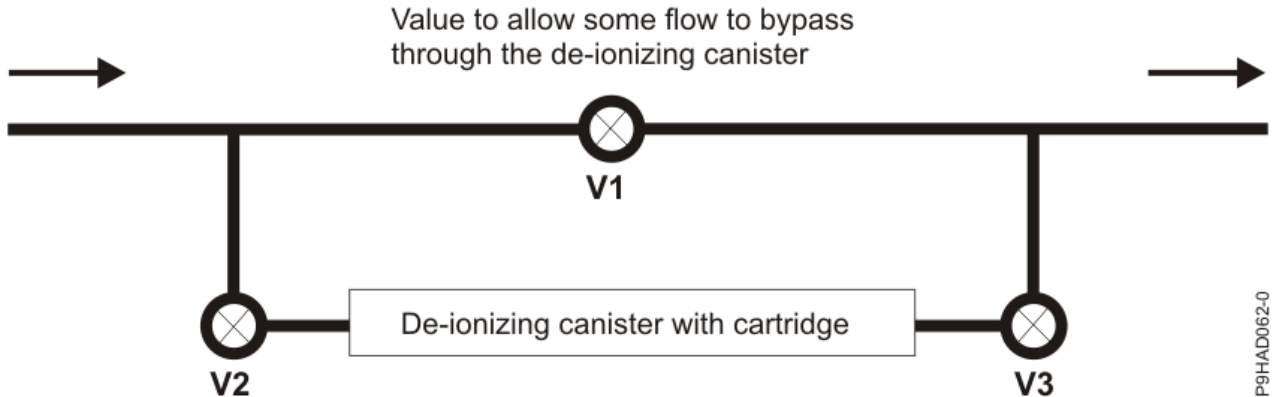 Value to allow some flow to bypass
through the de-ionizing canister
V1
De-ionizing canister with cartridge
V2
V3
P9HAD062-0